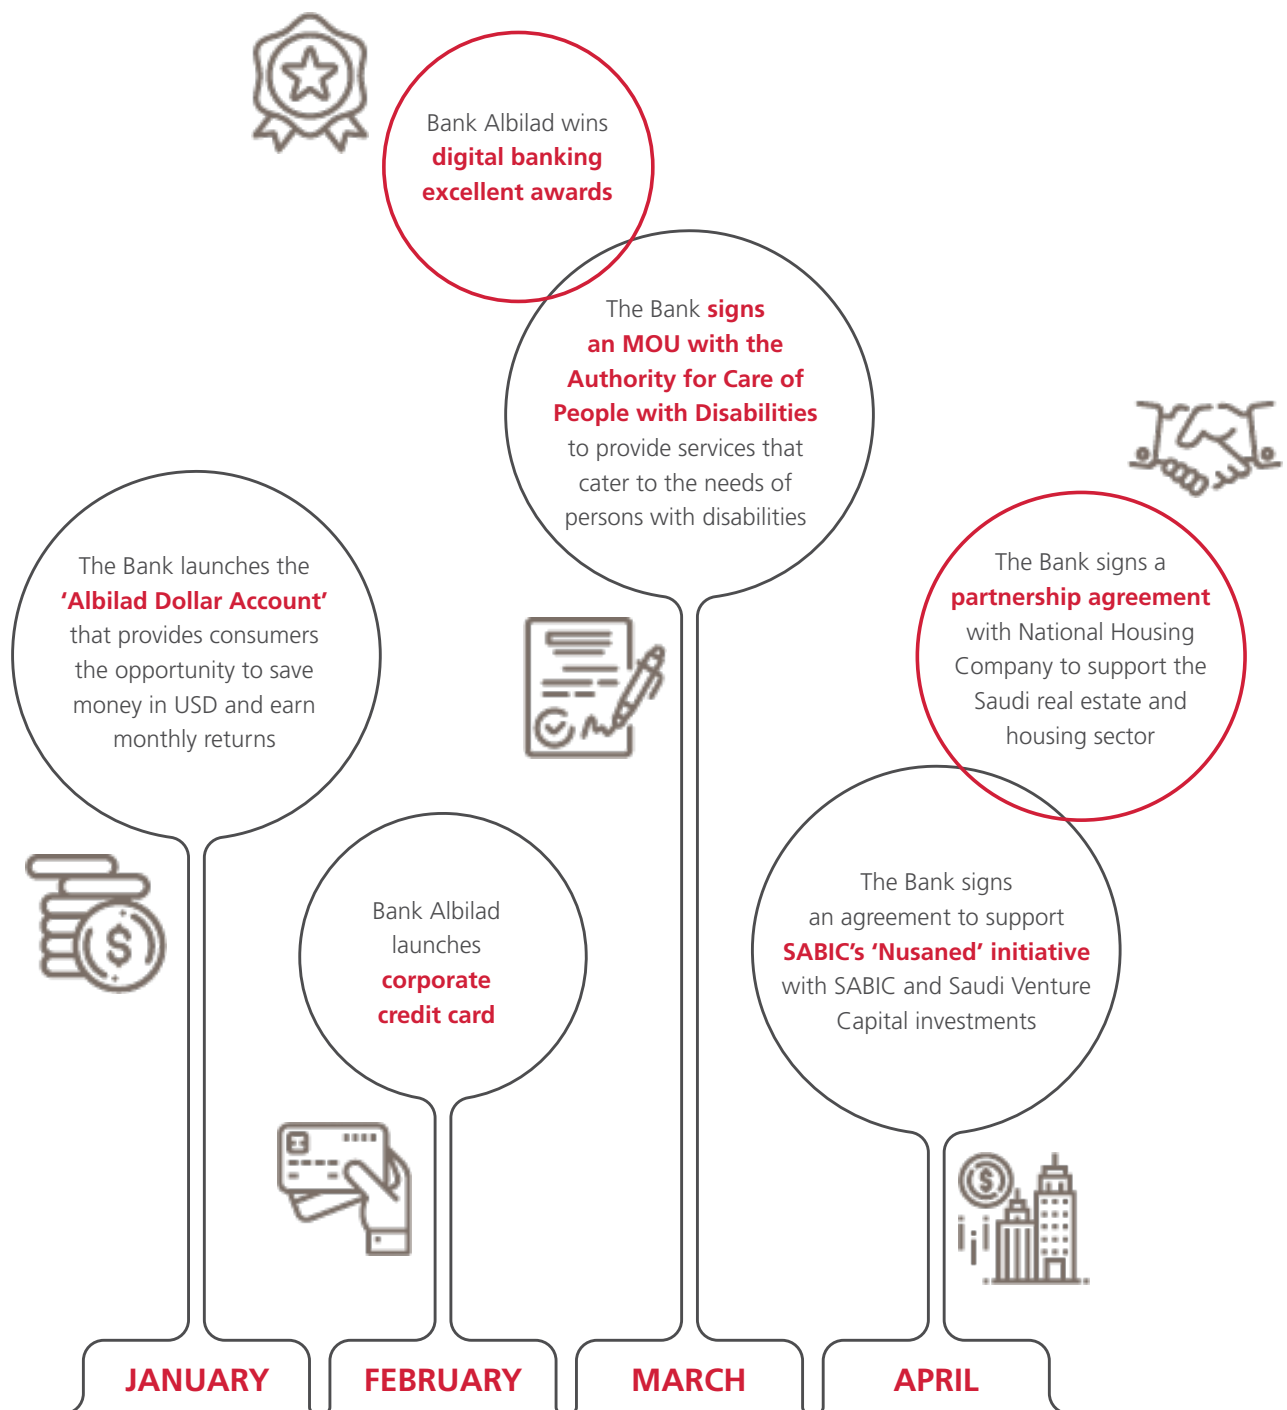 Bank Albilad wins
digital banking
excellent awards
The Bank signs
an MOU with the
Authority for Care of
People with Disabilities
to provide services that
cater to the needs of
persons with disabilities
The Bank launches the
‘Albilad Dollar Account’
that provides consumers
the opportunity to save
money in USD and earn
monthly returns
The Bank signs a
partnership agreement
with National Housing
Company to support the
Saudi real estate and
housing sector
Bank Albilad
launches
corporate
credit card
The Bank signs
an agreement to support
SABIC’s ‘Nusaned’ initiative
with SABIC and Saudi Venture
Capital investments
JANUARY
FEBRUARY
MARCH
APRIL